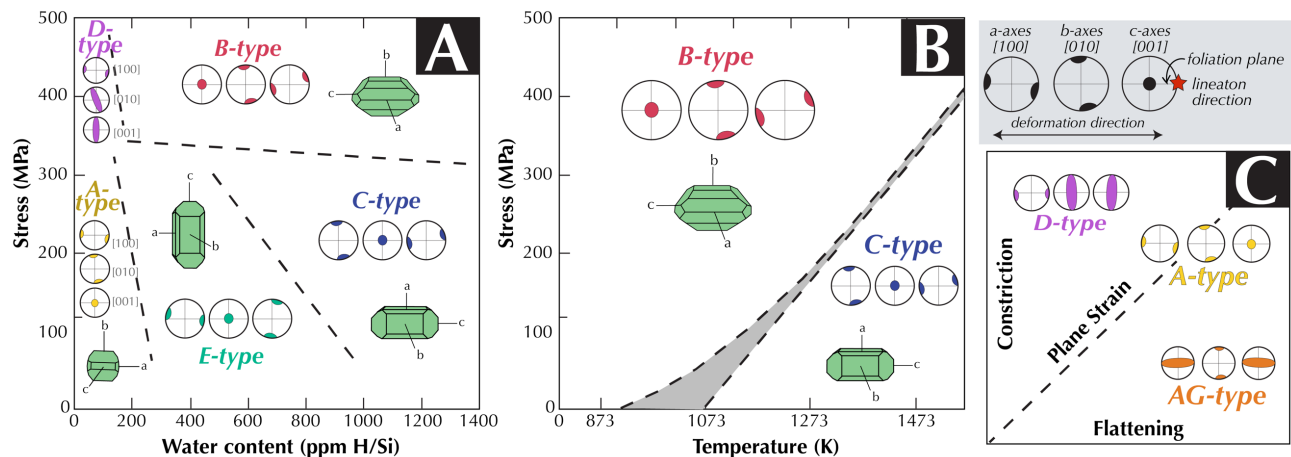 A
Stress (MPa)
500
400
300
200
100
0
0
200
400
600
800
1000
1200
1400
Water content (ppm H/Si)
D-
type
[100]
[010]
[001]
B-type
b
c
a
A-
type
[100]
[010]
[001]
b
a
c
c
a
b
E-type
C-type
a
c
b
B
Stress (MPa)
500
400
300
200
100
0
873
1073
1273
1473
Temperature (K)
B-type
b
c
a
C-type
a
c
b
a-axes b-axes c-axes
[100] [010] [001]
foliation plane
lineaton
direction
deformation direction
C
D-type
A-type
AG-type
Constriction
Plane Strain
Flattening